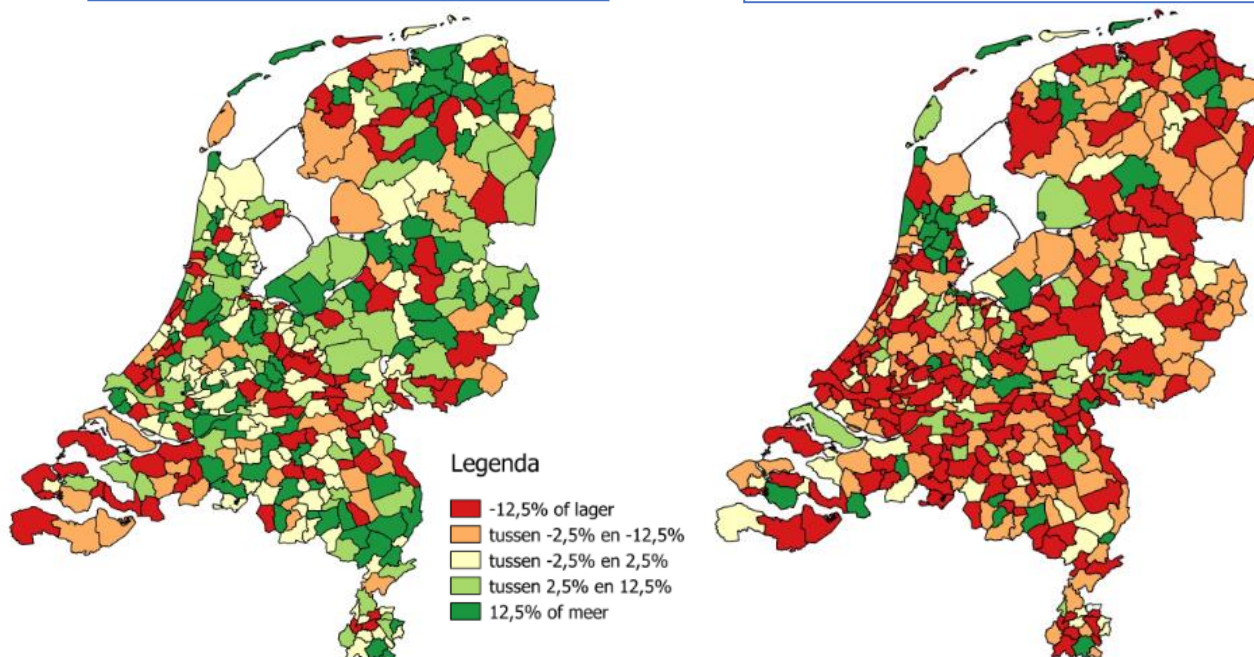 Legenda
-12,5% of lager
tussen -2,5% en -12,5%
tussen -2,5% en 2,5%
tussen 2,5% en 12,5%
12,5% of meer